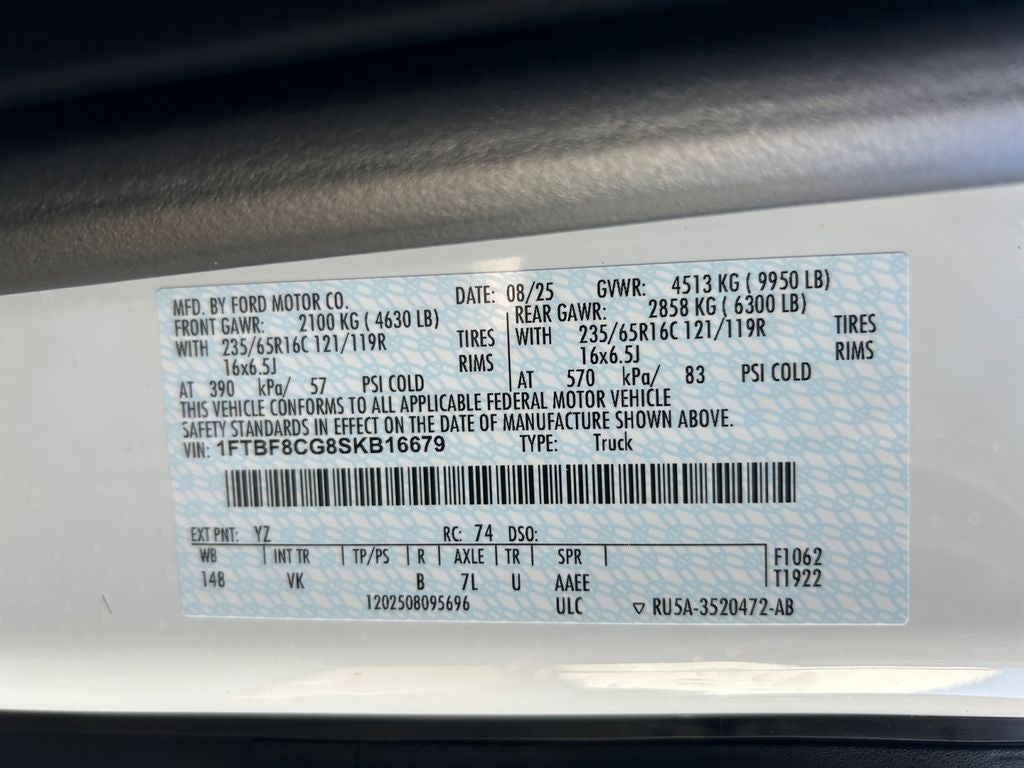 MFD. BY FORD MOTOR CO. DATE: 08/25 GVWR: 4513 KG ( 9950 LB)
FRONT GAWR: 2100 KG ( 4630 LB) REAR GAWR: 2858 KG ( 6300 LB)
WITH 235/65R16C 121/119R TIRES WITH 235/65R16C 121/119R TIRES
16x6.5J RIMS 16x6.5J RIMS
AT 390 kPa/ 57 PSI COLD AT 570 kPa/ 83 PSI COLD
THIS VEHICLE CONFORMS TO ALL APPLICABLE FEDERAL MOTOR VEHICLE
SAFETY STANDARDS IN EFFECT ON THE DATE OF MANUFACTURE SHOWN ABOVE.
VIN: 1FTBF8CG8SKB16679 TYPE: Truck
EXT PNT: YZ RC: 74 DSO:
WB INT TR TP/PS R AXLE TR SPR F1062
148 VK B 7L U AAEE T1922
1202508095696 ULC ▽ RU5A-3520472-AB